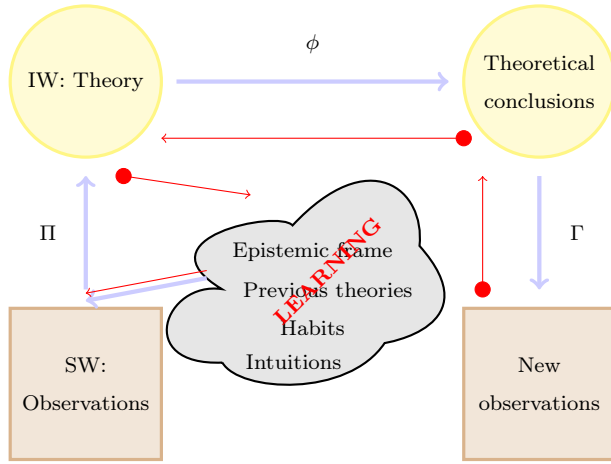 ϕ
IW: Theory
Theoretical
conclusions
Π
Γ
Epistemic frame
Previous theories
Habits
Intuitions
LEARNING
SW:
Observations
New
observations